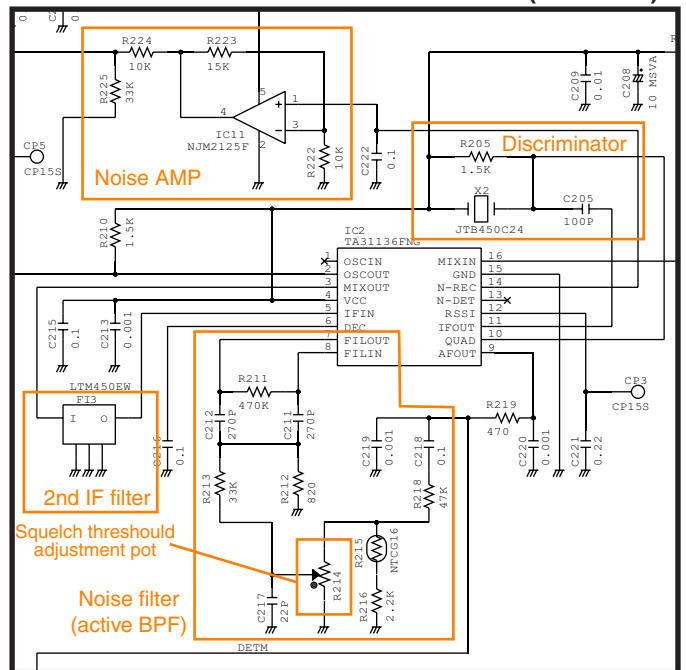 R224
10K
R223
15K
R225
33K
5
4
1
3
2
IC11
NJM2125F
R222
10K
C222
0.1
Noise AMP
C209
0.01
C208
10 MSVA
CP5
CP15S
R205
1.5K
Discriminator
X2
JTB450C24
C205
100P
R210
1.5K
IC2
TA31136FNG
1 OSCIN MIXIN 16
2 OSCOUT GND 15
3 MIXOUT N-REC 14
4 VCC N-DET 13
5 IFIN RSSI 12
6 DEC IFOUT 11
7 FILOUT QUAD 10
8 FILIN AFOUT 9
C215
0.1
C213
0.001
LTM450EW
FI3
I O
2nd IF filter
C216
0.1
R211
470K
C212
270P
C211
270P
R213
33K
R212
820
C219
0.001
C218
0.1
R219
470
R218
47K
C220
0.001
C221
0.22
CP3
CP15S
Squelch threshould
adjustment pot
R214
R215
NTCG16
R216
2.2K
C217
22P
Noise filter
(active BPF)
DETM